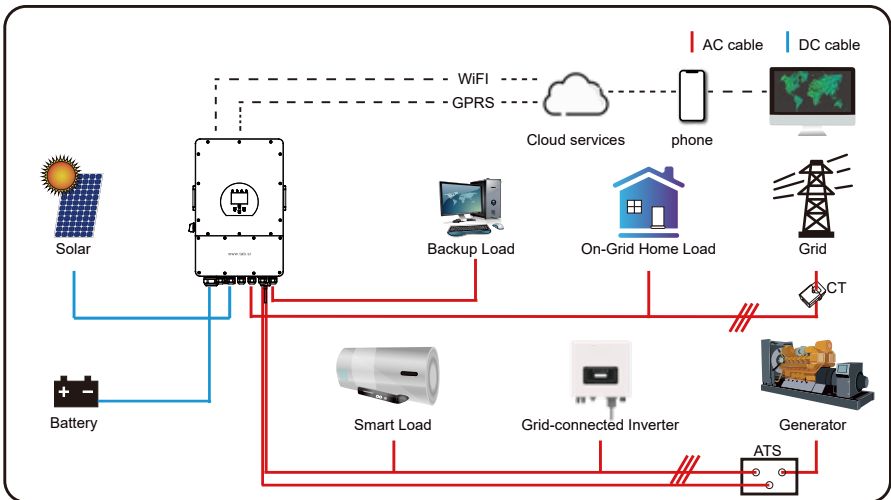 AC cable
DC cable
WiFI
GPRS
Cloud services
phone
Solar
Backup Load
On-Grid Home Load
Grid
CT
Battery
Smart Load
Grid-connected Inverter
Generator
ATS